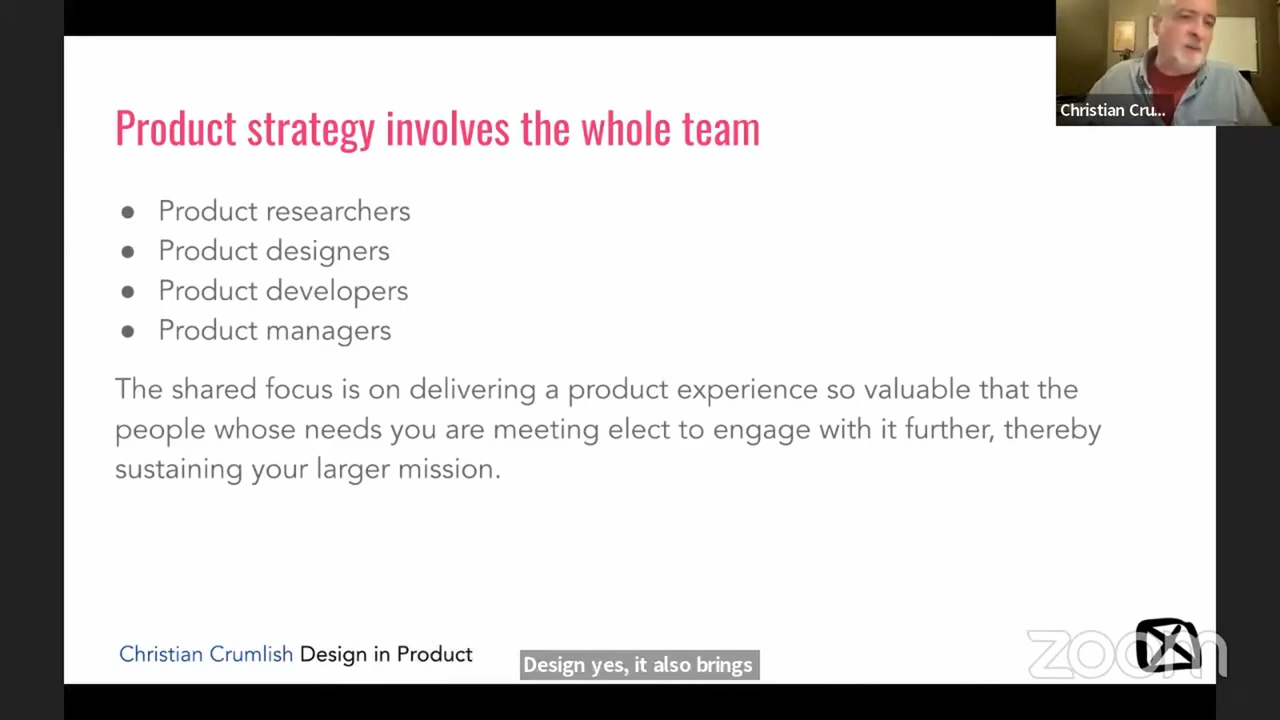 Christian Cru...
Product strategy involves the whole team
● Product researchers
● Product designers
● Product developers
● Product managers
The shared focus is on delivering a product experience so valuable that the
people whose needs you are meeting elect to engage with it further, thereby
sustaining your larger mission.
Christian Crumlish Design in Product
Design yes, it also brings
zoom